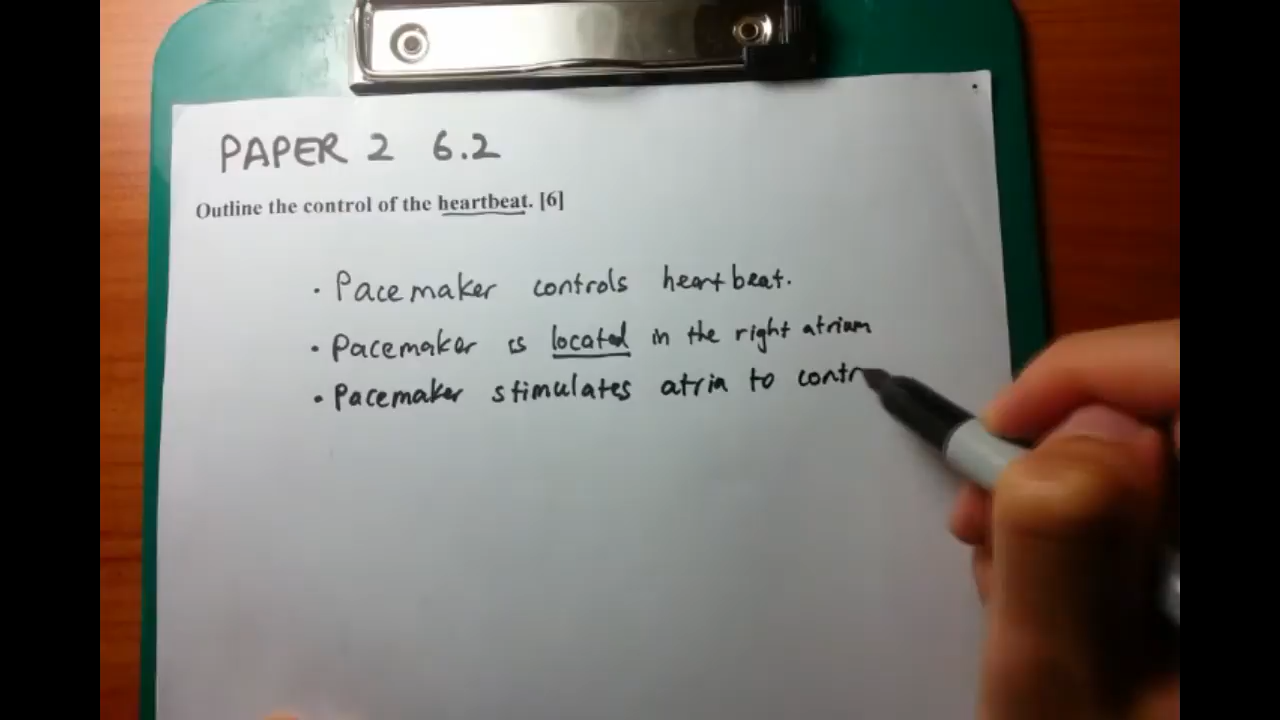 PAPER 2 6.2
Outline the control of the heartbeat. [6]
· Pacemaker controls heartbeat.
· Pacemaker is located in the right atrium
· Pacemaker stimulates atria to contr